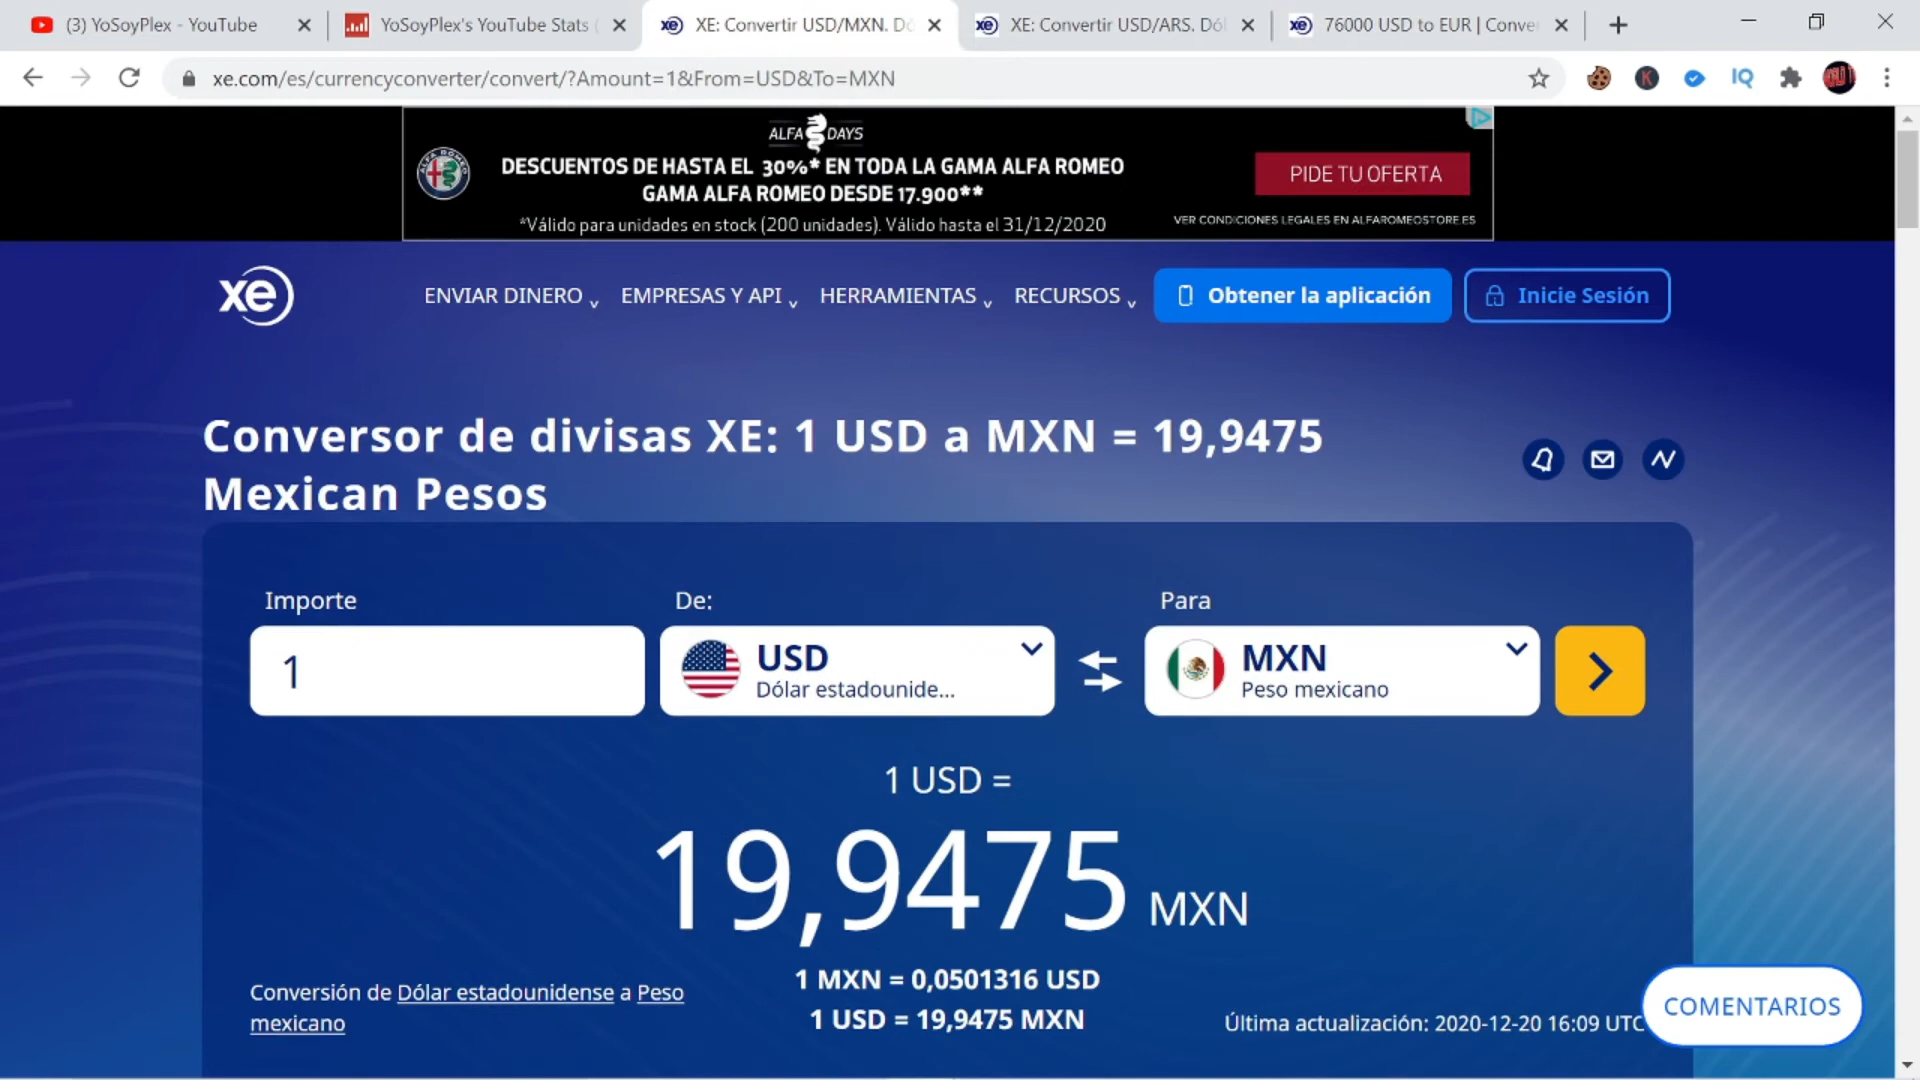 (3) YoSoyPlex - YouTube
YoSoyPlex's YouTube Stats (
XE: Convertir USD/MXN. Dó
XE: Convertir USD/ARS. Dól
76000 USD to EUR | Conver
xe.com/es/currencyconverter/convert/?Amount=1&From=USD&To=MXN
K
IQ
ALFA DAYS
DESCUENTOS DE HASTA EL 30%* EN TODA LA GAMA ALFA ROMEO
GAMA ALFA ROMEO DESDE 17.900**
*Válido para unidades en stock (200 unidades). Válido hasta el 31/12/2020
PIDE TU OFERTA
VER CONDICIONES LEGALES EN ALFAROMEOSTORE.ES
xe
ENVIAR DINERO
EMPRESAS Y API
HERRAMIENTAS
RECURSOS
Obtener la aplicación
Inicie Sesión
Conversor de divisas XE: 1 USD a MXN = 19,9475
Mexican Pesos
Importe
De:
Para
1
USD
Dólar estadounide...
MXN
Peso mexicano
1 USD =
19,9475 MXN
1 MXN = 0,0501316 USD
1 USD = 19,9475 MXN
Conversión de Dólar estadounidense a Peso
mexicano
Última actualización: 2020-12-20 16:09 UTC
COMENTARIOS